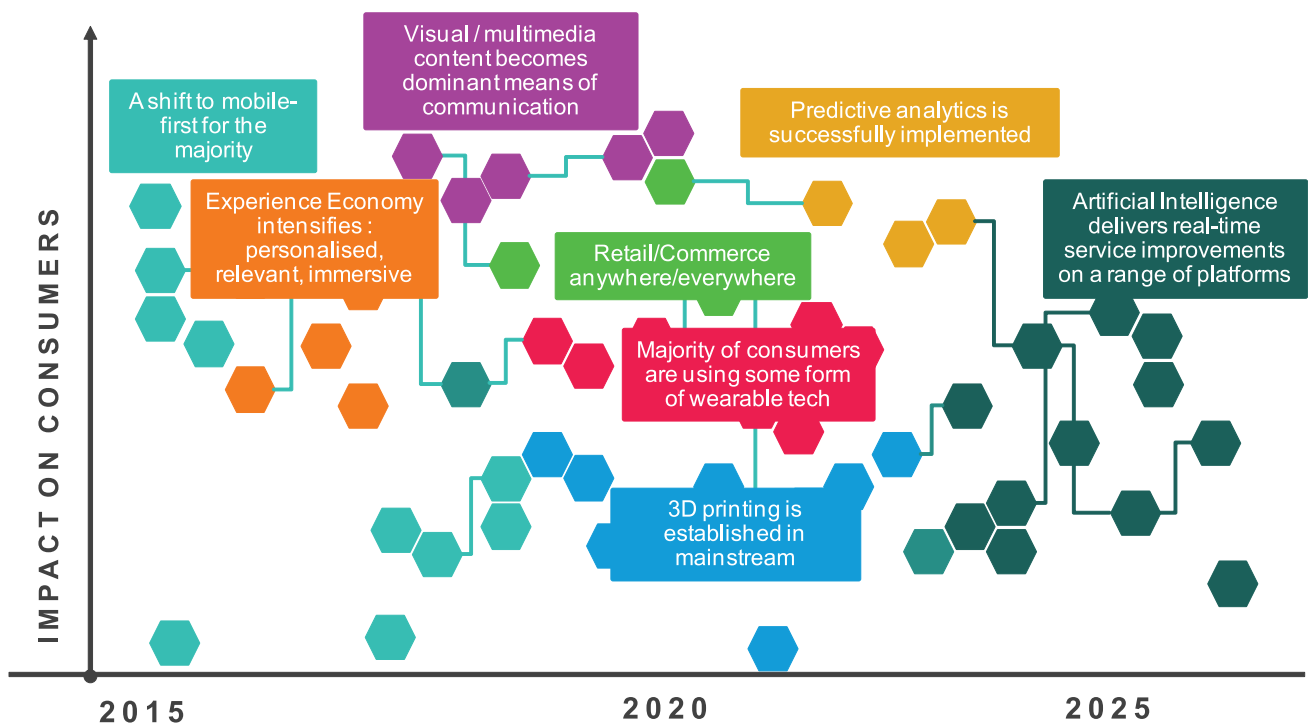 Visual / multimedia
content becomes
dominant means of
communication
A shift to mobile-
first for the
majority
Predictive analytics is
successfully implemented
Experience Economy
intensifies :
personalised,
relevant, immersive
Artificial Intelligence
delivers real-time
service improvements
on a range of platforms
Retail/Commerce
anywhere/everywhere
Majority of consumers
are using some form
of wearable tech
3D printing is
established in
mainstream
IMPACT ON CONSUMERS
2015
2020
2025